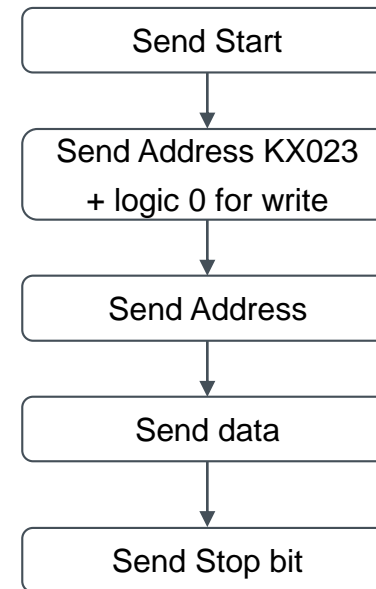 Send Start
Send Address KX023
+ logic 0 for write
Send Address
Send data
Send Stop bit